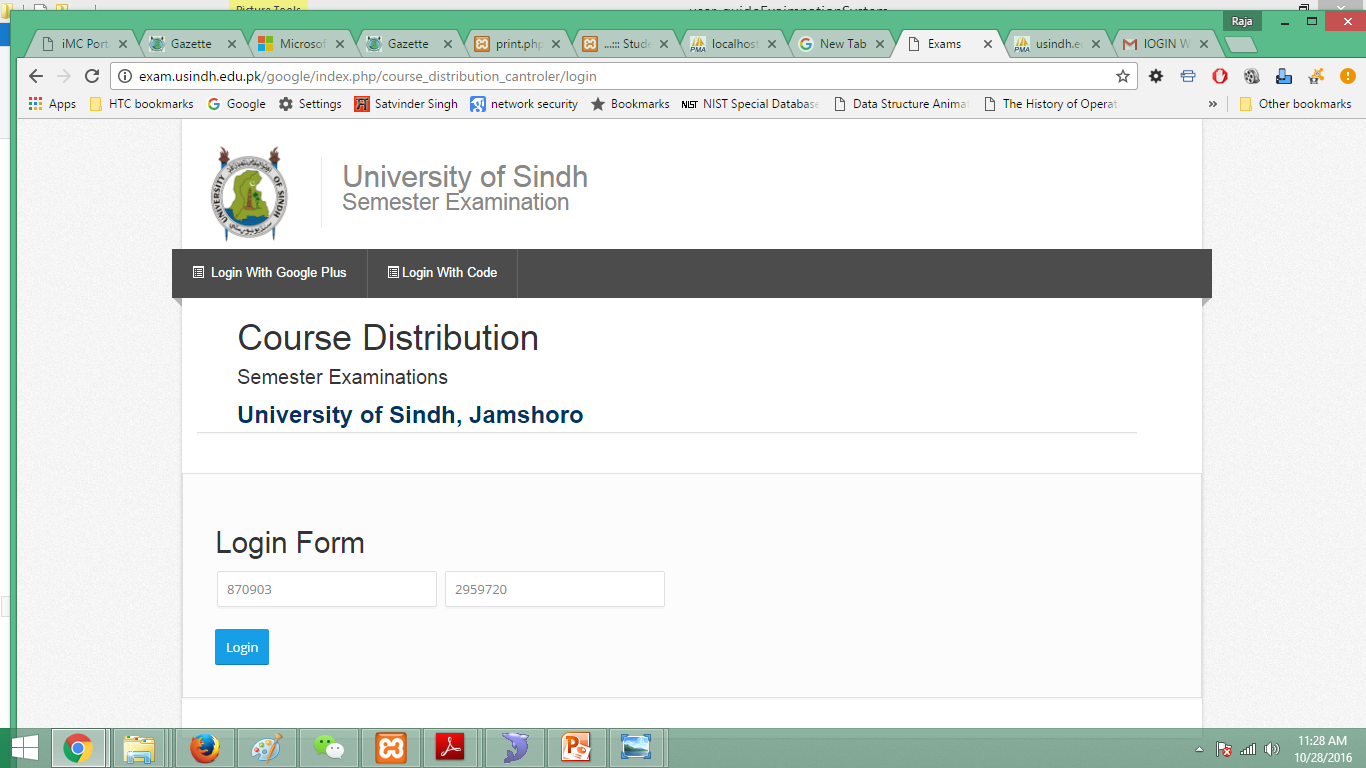 Picture Tools
Raja
iMC Port
Gazette
Microsof
Gazette
print.php
..::: Stude
localhost
New Tab
Exams
usindh.e
lOGIN W
exam.usindh.edu.pk/google/index.php/course_distribution_cantroler/login
Apps
HTC bookmarks
Google
Settings
Satvinder Singh
network security
Bookmarks
NIST Special Database
Data Structure Animat
The History of Operat
»
Other bookmarks
UNIVERSITY OF SINDH
University of Sindh
Semester Examination
Login With Google Plus
Login With Code
Course Distribution
Semester Examinations
University of Sindh, Jamshoro
Login Form
870903
2959720
Login
11:28 AM
10/28/2016